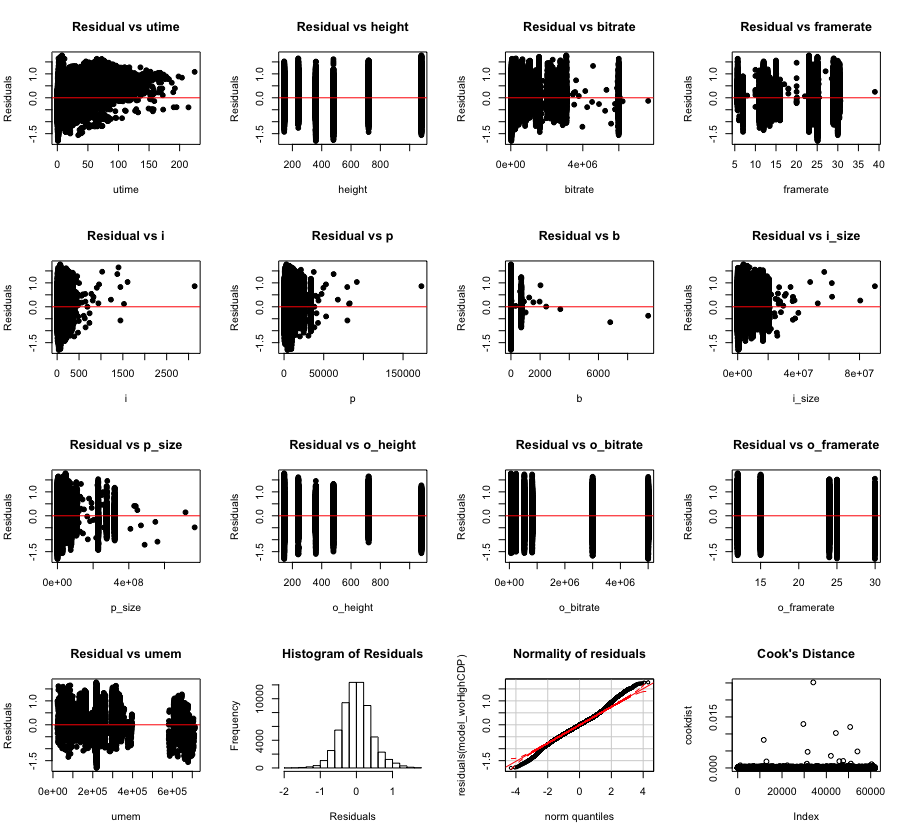 Residual vs utime
Residuals
-1.5 0.0 1.0
0 50 100 150 200
utime
Residual vs height
Residuals
-1.5 0.0 1.0
200 400 600 800
height
Residual vs bitrate
Residuals
-1.5 0.0 1.0
0e+00 4e+06
bitrate
Residual vs framerate
Residuals
-1.5 0.0 1.0
5 10 15 20 25 30 35 40
framerate
Residual vs i
Residuals
-1.5 0.0 1.0
0 500 1500 2500
i
Residual vs p
Residuals
-1.5 0.0 1.0
0 50000 150000
p
Residual vs b
Residuals
-1.5 0.0 1.0
0 2000 6000
b
Residual vs i_size
Residuals
-1.5 0.0 1.0
0e+00 4e+07 8e+07
i_size
Residual vs p_size
Residuals
-1.5 0.0 1.0
0e+00 4e+08
p_size
Residual vs o_height
Residuals
-1.5 0.0 1.0
200 400 600 800
o_height
Residual vs o_bitrate
Residuals
-1.5 0.0 1.0
0e+00 2e+06 4e+06
o_bitrate
Residual vs o_framerate
Residuals
-1.5 0.0 1.0
15 20 25 30
o_framerate
Residual vs umem
Residuals
-1.5 0.0 1.0
0e+00 2e+05 4e+05 6e+05
umem
Histogram of Residuals
Frequency
0 4000 10000
-2 -1 0 1
Residuals
Normality of residuals
residuals(model_woHighCDP)
-1.5 0.0 1.0
-4 -2 0 2 4
norm quantiles
Cook's Distance
cookdist
0.000 0.015
0 20000 40000 60000
Index